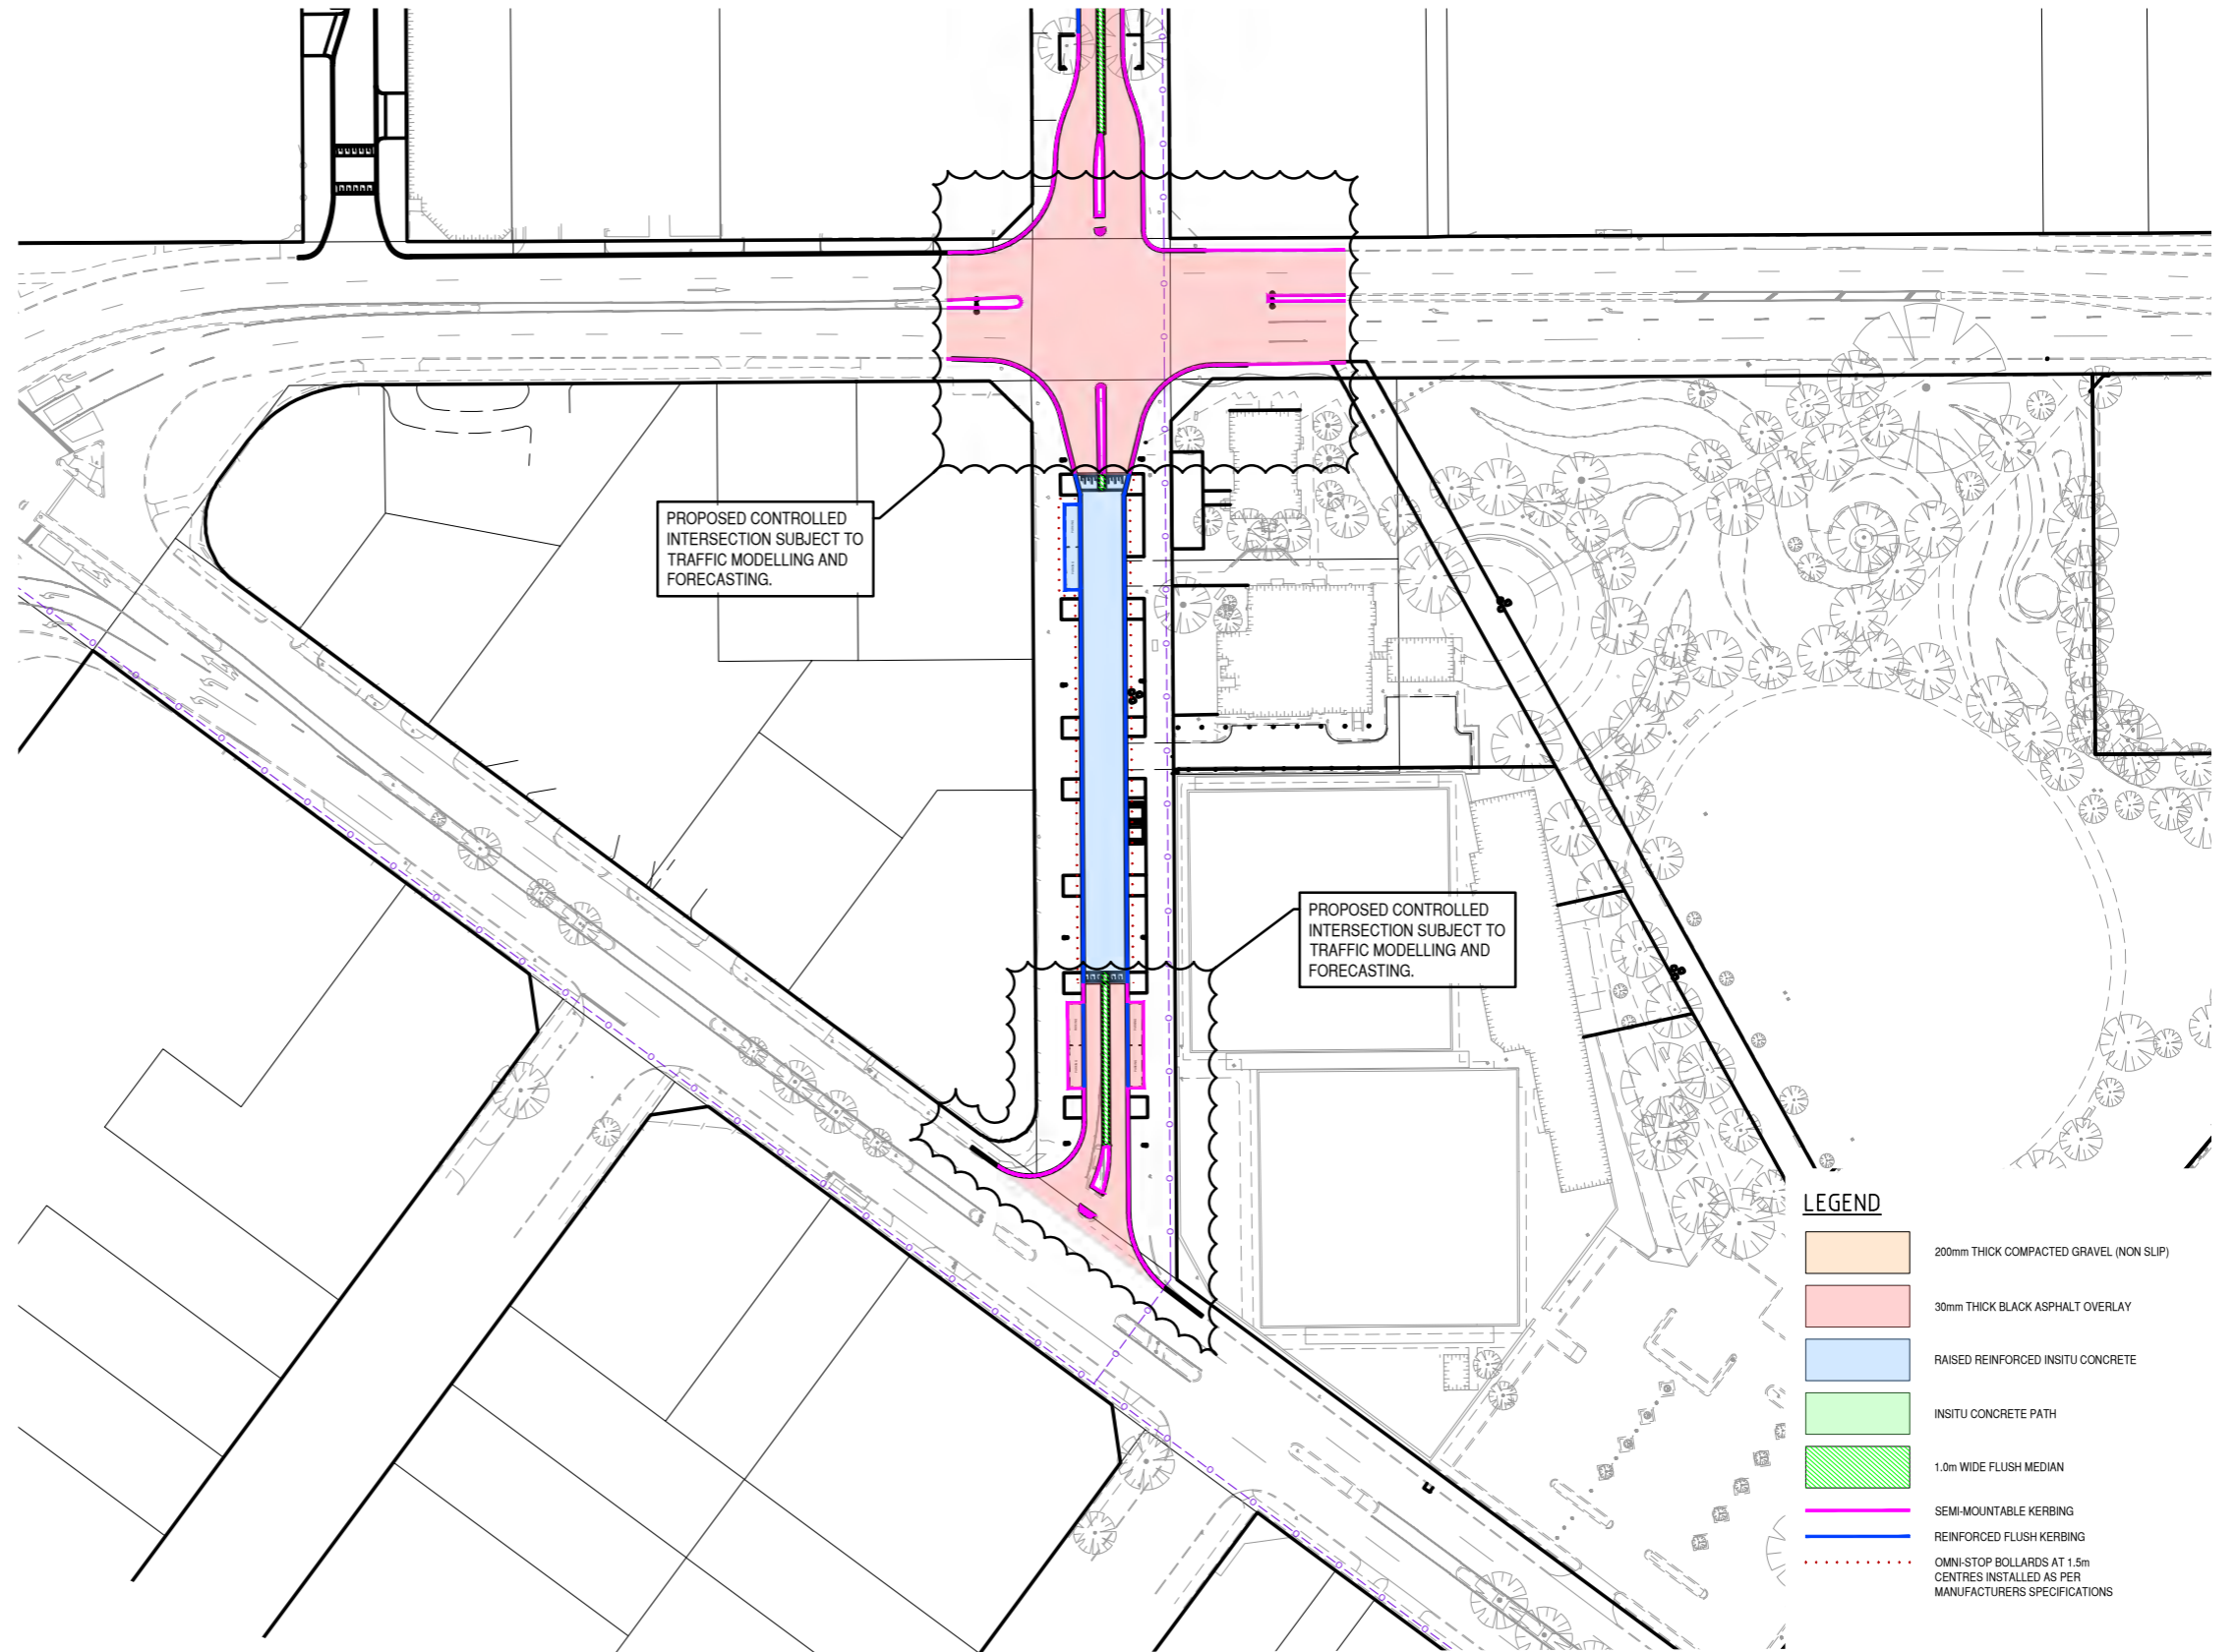 PROPOSED CONTROLLED
INTERSECTION SUBJECT TO
TRAFFIC MODELLING AND
FORECASTING.
PROPOSED CONTROLLED
INTERSECTION SUBJECT TO
TRAFFIC MODELLING AND
FORECASTING.
LEGEND
200mm THICK COMPACTED GRAVEL (NON SLIP)
30mm THICK BLACK ASPHALT OVERLAY
RAISED REINFORCED INSITU CONCRETE
INSITU CONCRETE PATH
1.0m WIDE FLUSH MEDIAN
SEMI-MOUNTABLE KERBING
REINFORCED FLUSH KERBING
OMNI-STOP BOLLARDS AT 1.5m
CENTRES INSTALLED AS PER
MANUFACTURERS SPECIFICATIONS